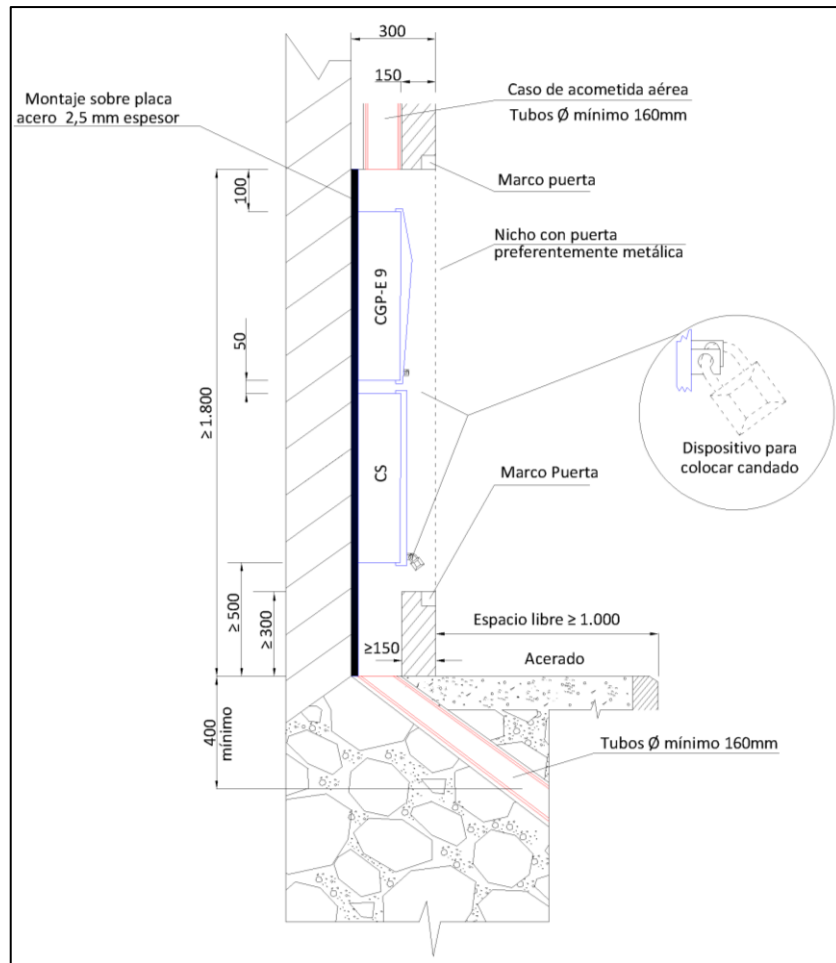 300
150
Montaje sobre placa
acero 2,5 mm espesor
Caso de acometida aérea
Tubos Ø mínimo 160mm
Marco puerta
100
Nicho con puerta
preferentemente metálica
CGP-E 9
50
≥ 1.800
Dispositivo para
colocar candado
CS
Marco Puerta
≥500
≥300
Espacio libre ≥ 1.000
≥150
Acerado
400
mínimo
Tubos Ø mínimo 160mm